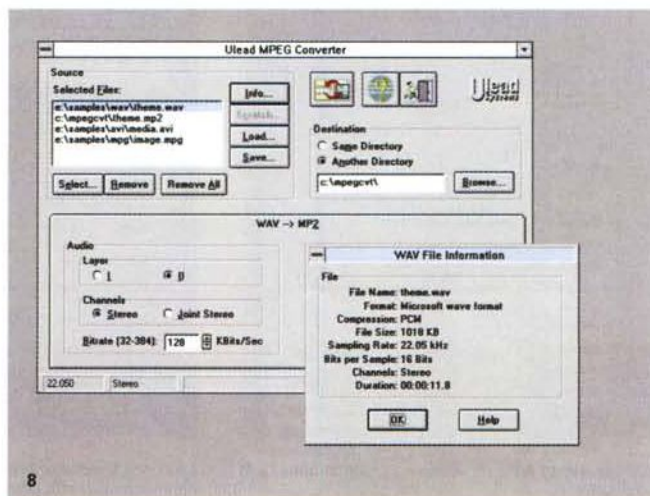 Ulead MPEG Converter
Source
Selected Files:
e:\samples\wav\theme.wav
c:\mpegcvt\theme.mp2
e:\samples\avi\media.avi
e:\samples\mpg\image.mpg
Info...
Scratch...
Load...
Save...
Select...
Remove
Remove All
Ulead
Systems
Destination
Same Directory
Another Directory
c:\mpegcvt\
Browse...
WAV -> MP2
Audio
Layer
I
II
Channels
Stereo
Joint Stereo
Bitrate [32-384]: 128 KBits/Sec
22.050
Stereo
WAV File Information
File
File Name: theme.wav
Format: Microsoft wave format
Compression: PCM
File Size: 1018 KB
Sampling Rate: 22.05 kHz
Bits per Sample: 16 Bits
Channels: Stereo
Duration: 00:00:11.8
OK
Help
8